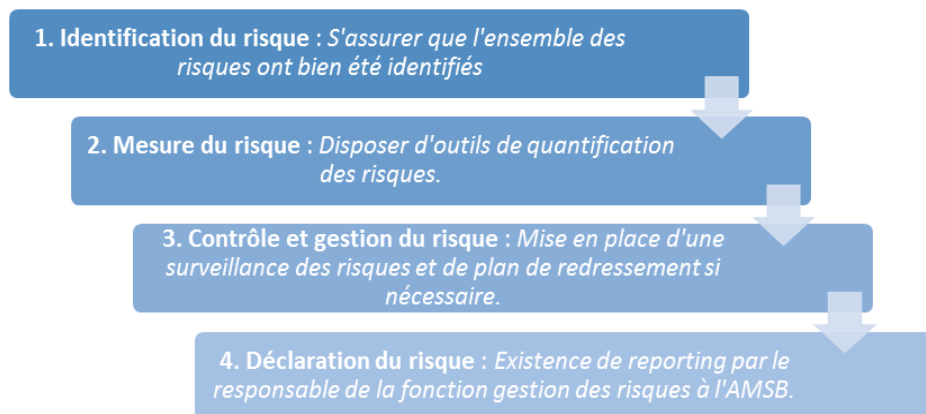 1. Identification du risque : S'assurer que l'ensemble des
risques ont bien été identifiés
2. Mesure du risque : Disposer d'outils de quantification
des risques.
3. Contrôle et gestion du risque : Mise en place d'une
surveillance des risques et de plan de redressement si
nécessaire.
4. Déclaration du risque : Existence de reporting par le
responsable de la fonction gestion des risques à l'AMSB.